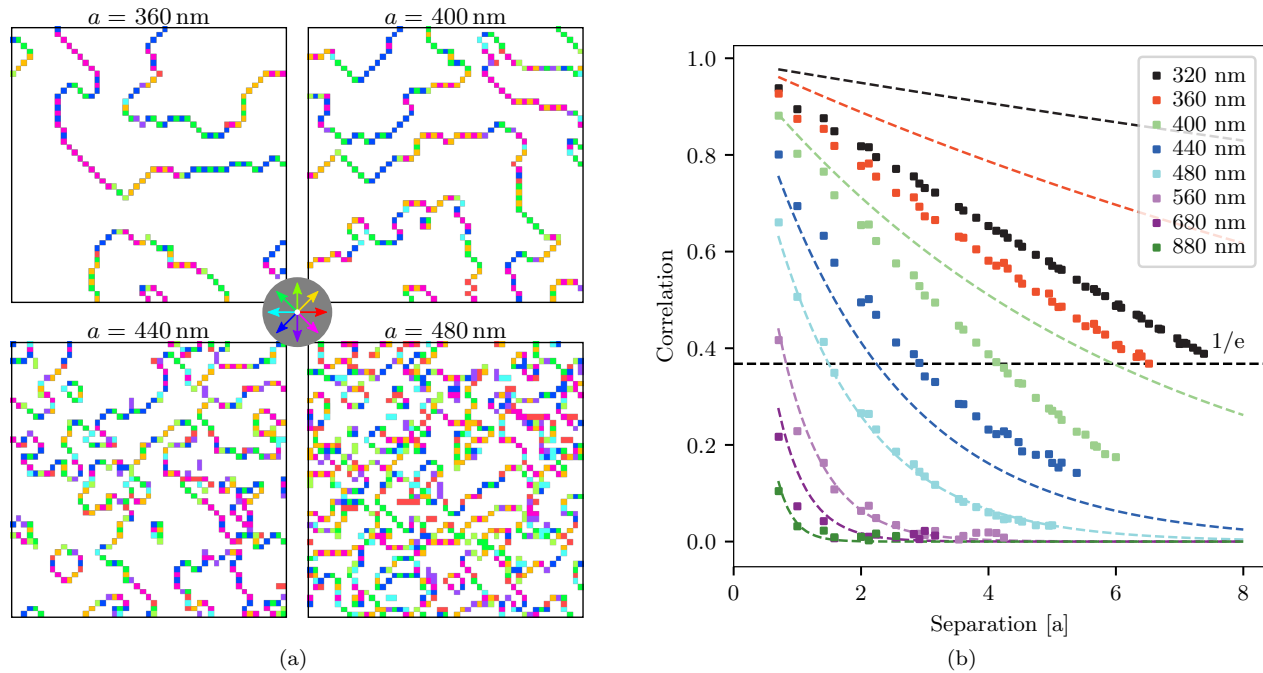 a = 360 nm
a = 400 nm
a = 440 nm
a = 480 nm
(a)
Correlation
1.0
0.8
0.6
0.4
0.2
0.0
320 nm
360 nm
400 nm
440 nm
480 nm
560 nm
680 nm
880 nm
1/e
0 2 4 6 8
Separation [a]
(b)